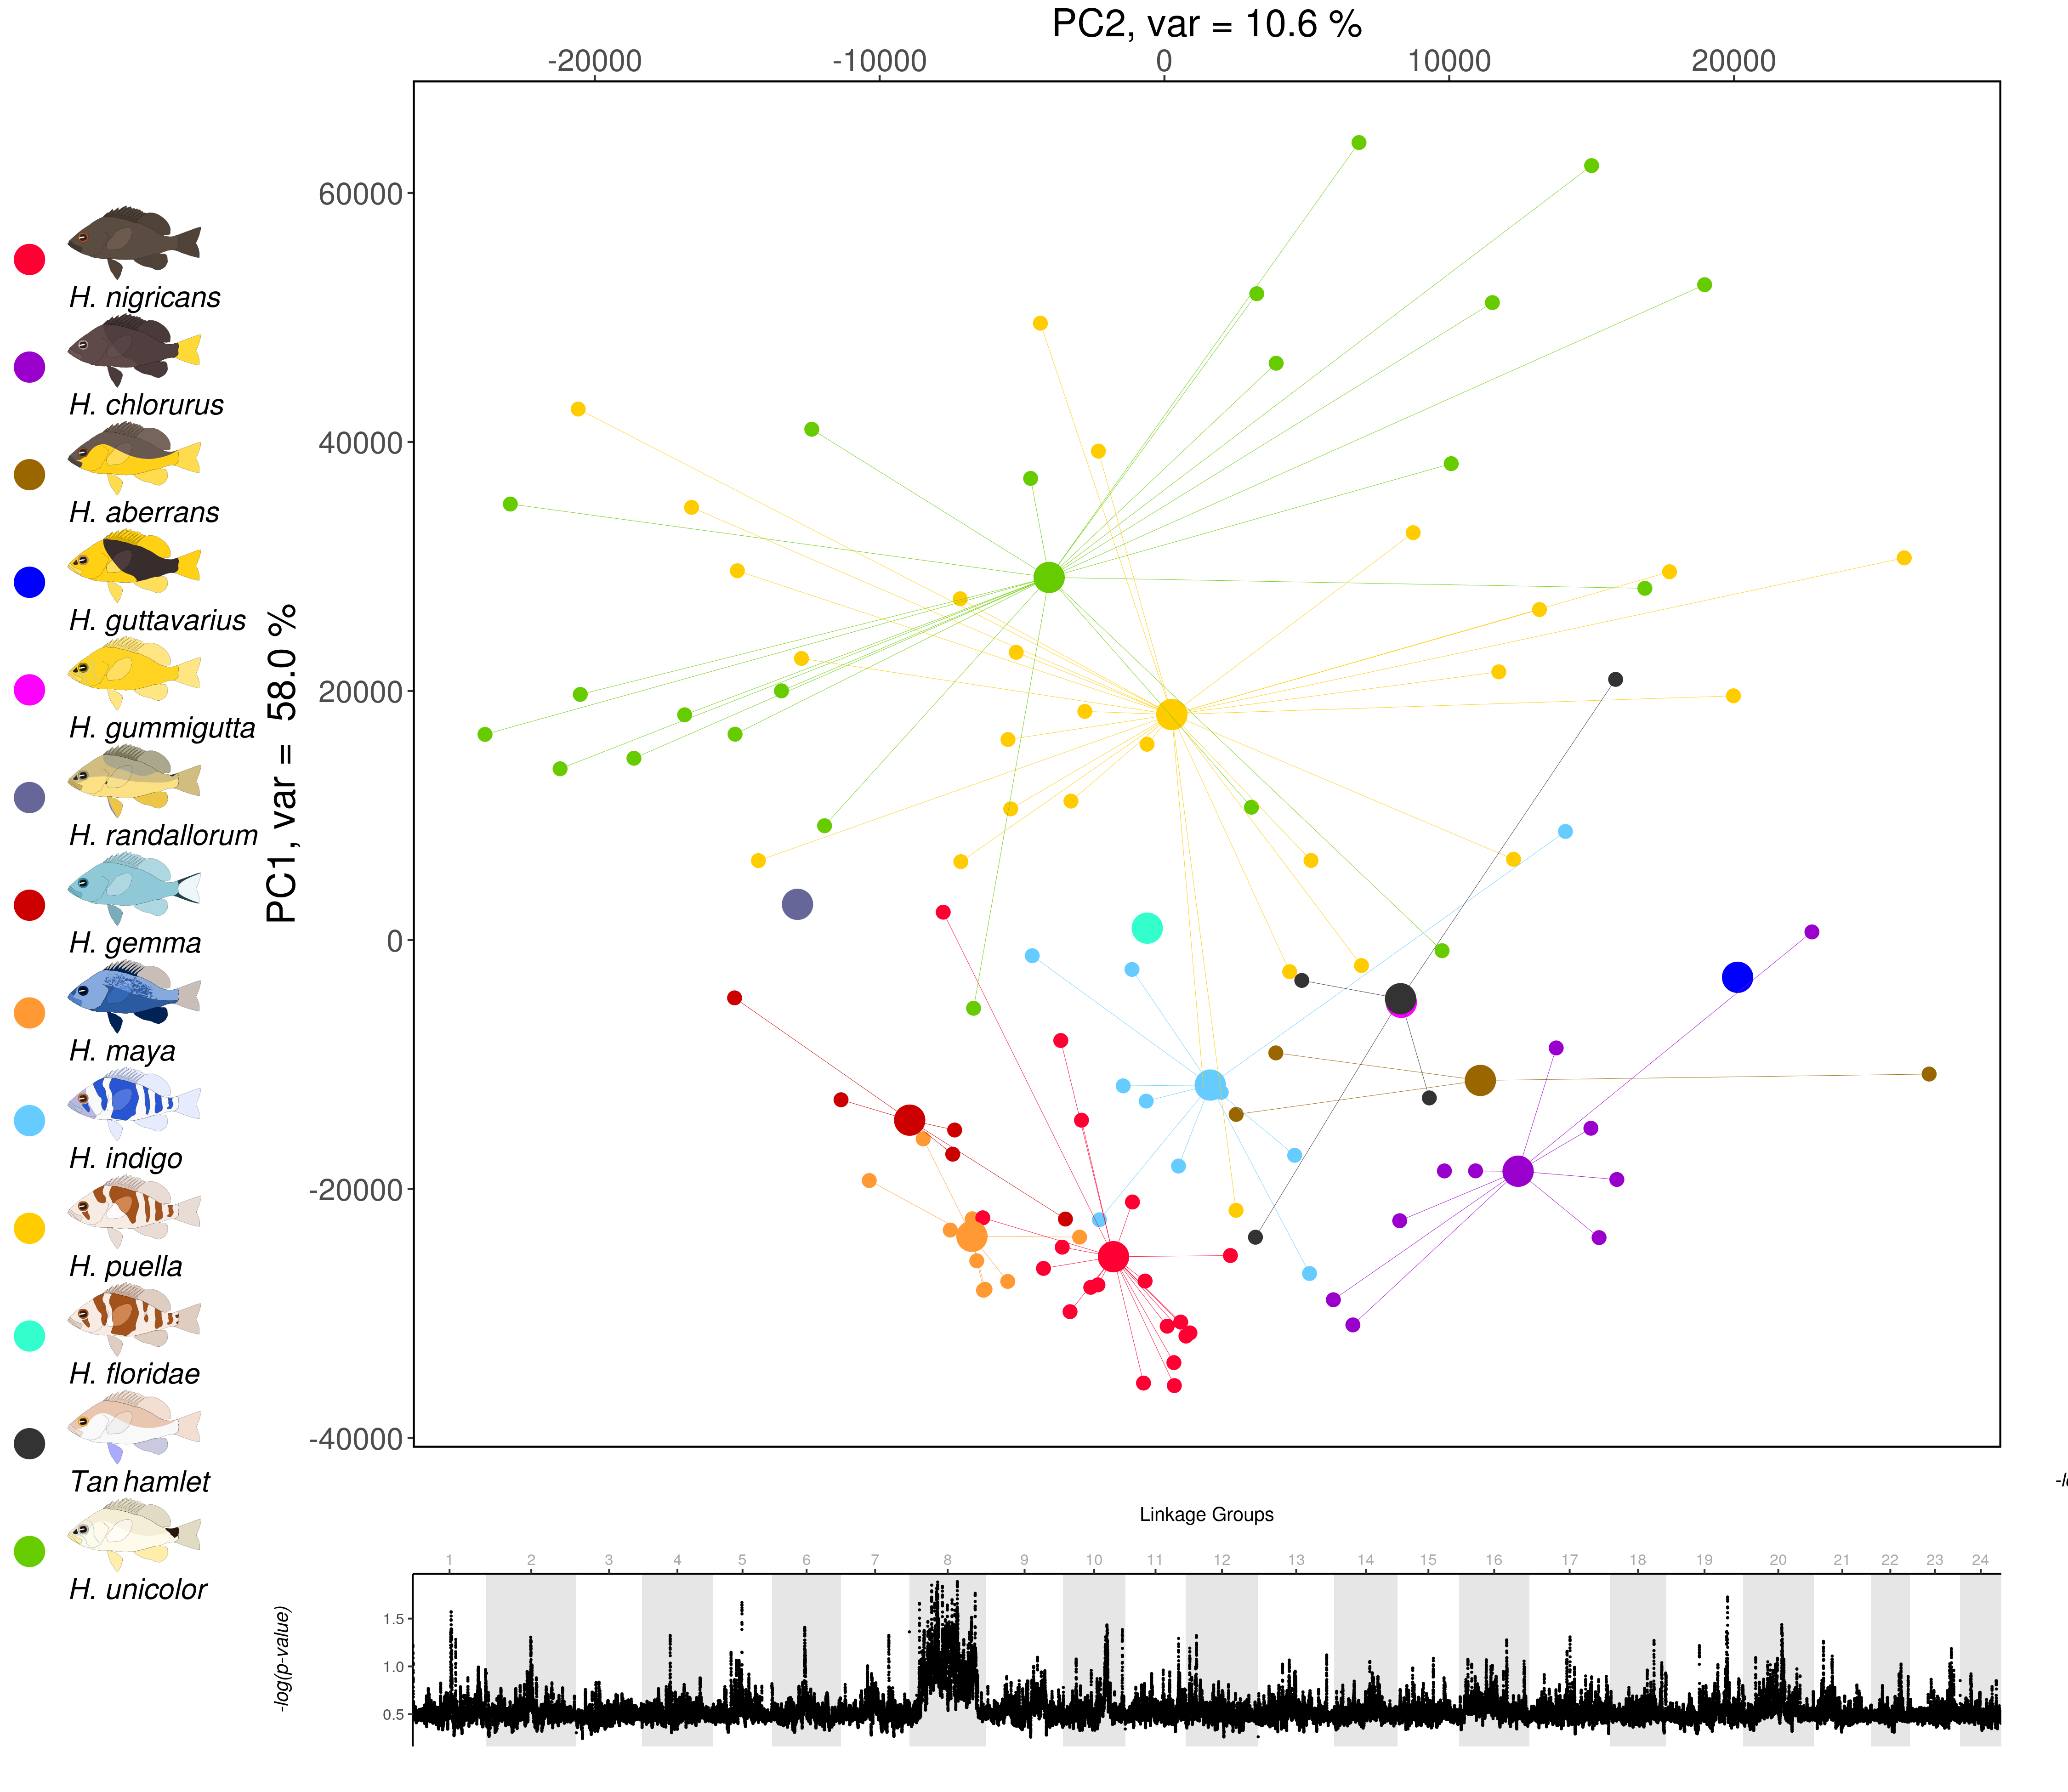 PC2, var = 10.6 %
-20000 -10000 0 10000 20000
60000
40000
20000
0
-20000
-40000
PC1, var = 58.0 %
H. nigricans
H. chlorurus
H. aberrans
H. guttavarius
H. gummigutta
H. randallorum
H. gemma
H. maya
H. indigo
H. puella
H. floridae
Tan hamlet
H. unicolor
Linkage Groups
1 2 3 4 5 6 7 8 9 10 11 12 13 14 15 16 17 18 19 20 21 22 23 24
1.5
1.0
0.5
-log(p-value)